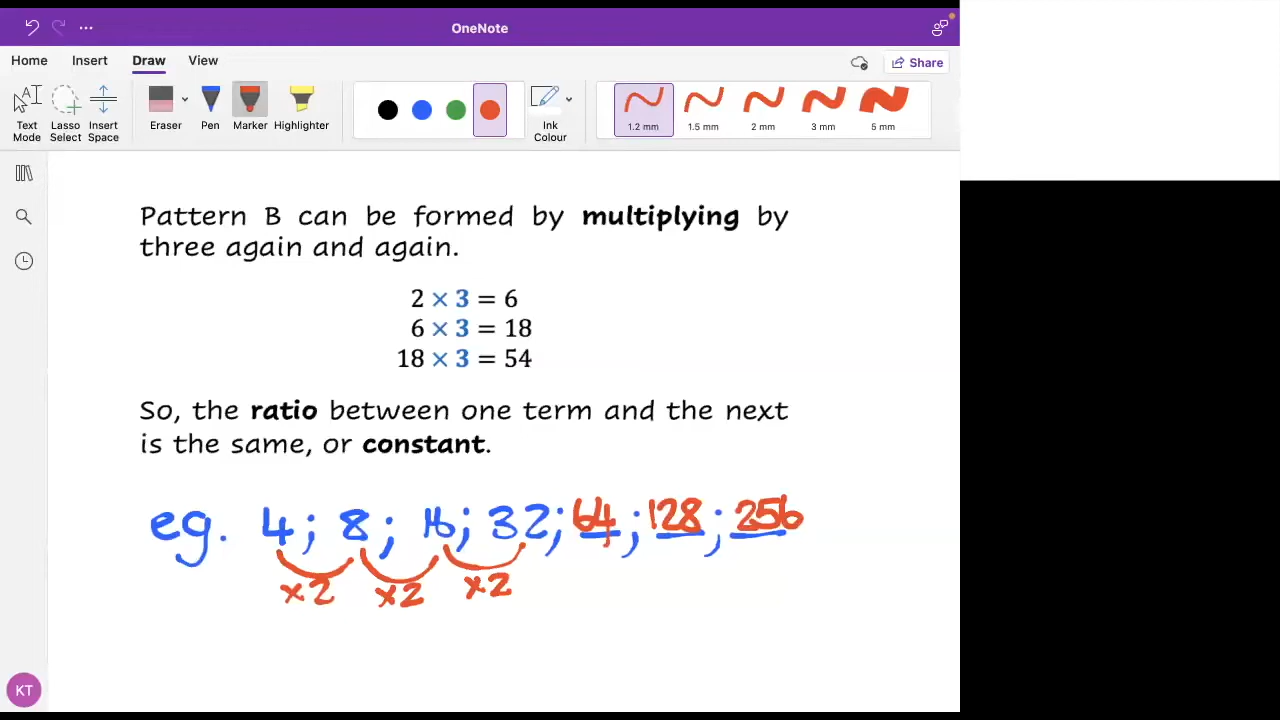 OneNote
Home Insert Draw View
Share
Text Mode
Lasso Select
Insert Space
Eraser
Pen
Marker
Highlighter
Ink Colour
1.2 mm
1.5 mm
2 mm
3 mm
5 mm
Pattern B can be formed by multiplying by
three again and again.
2 × 3 = 6
6 × 3 = 18
18 × 3 = 54
So, the ratio between one term and the next
is the same, or constant.
eg. 4; 8; 16; 32; 64; 128; 256
×2 ×2 ×2
KT